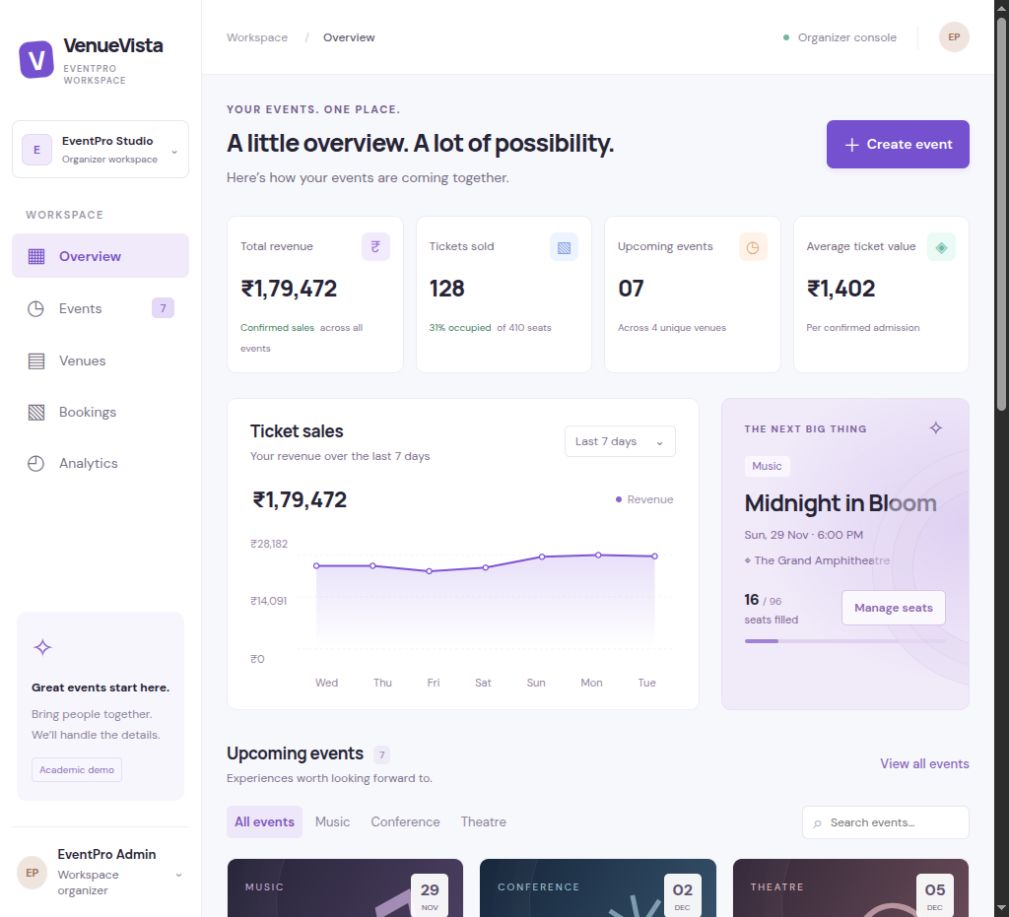 V
VenueVista
EVENTPRO
WORKSPACE
E
EventPro Studio
Organizer workspace
WORKSPACE
Overview
Events
7
Venues
Bookings
Analytics
Great events start here.
Bring people together.
We'll handle the details.
Academic demo
EP
EventPro Admin
Workspace
organizer
Workspace / Overview
Organizer console
EP
YOUR EVENTS. ONE PLACE.
A little overview. A lot of possibility.
Here's how your events are coming together.
+ Create event
Total revenue
₹
₹1,79,472
Confirmed sales across all
events
Tickets sold
128
31% occupied of 410 seats
Upcoming events
07
Across 4 unique venues
Average ticket value
₹1,402
Per confirmed admission
Ticket sales
Your revenue over the last 7 days
Last 7 days
₹1,79,472
Revenue
₹28,182
₹14,091
₹0
Wed Thu Fri Sat Sun Mon Tue
THE NEXT BIG THING
Music
Midnight in Bloom
Sun, 29 Nov · 6:00 PM
The Grand Amphitheatre
16 / 96
seats filled
Manage seats
Upcoming events 7
Experiences worth looking forward to.
View all events
All events Music Conference Theatre
Search events...
MUSIC
29
NOV
CONFERENCE
02
DEC
THEATRE
05
DEC